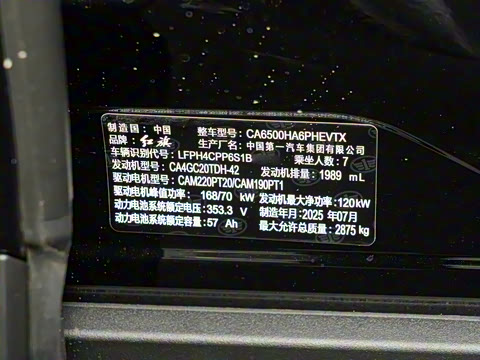 制造国：中国 整车型号：CA6500HA6PHEVTX
品牌：红旗 生产厂名：中国第一汽车集团有限公司
车辆识别代号：LFPH4CPP6S1B 乘坐人数：7
发动机型号：CA4GC20TDH-42 发动机排量：1989 mL
驱动电机型号：CAM220PT20/CAM190PT1
驱动电机峰值功率：168/70 kW 发动机最大净功率：120kW
动力电池系统额定电压：353.3 V 制造年月：2025 年07月
动力电池系统额定容量：57 Ah 最大允许总质量：2875 kg